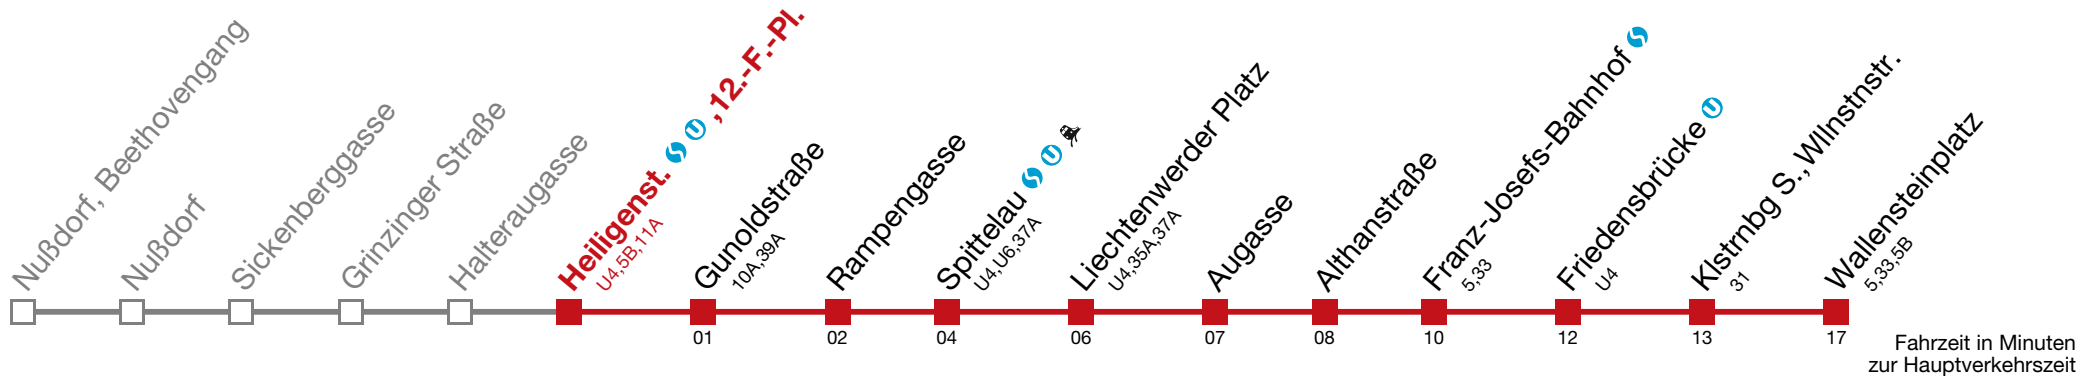 Nußdorf, Beethovengang
Nußdorf
Sickenberggasse
Grinzinger Straße
Halteraugasse
Heiligenst. S U ,12.-F.-Pl.
U4,5B,11A
Gunoldstraße
10A,39A
01
Rampengasse
02
Spittelau S U
U4,U6,37A
04
Liechtenwerder Platz
U4,35A,37A
06
Augasse
07
Althanstraße
08
Franz-Josefs-Bahnhof S
5,33
10
Friedensbrücke U
U4
12
Klstrnbg S., Wllnstnstr.
31
13
Wallensteinplatz
5,33,5B
17
Fahrzeit in Minuten
zur Hauptverkehrszeit